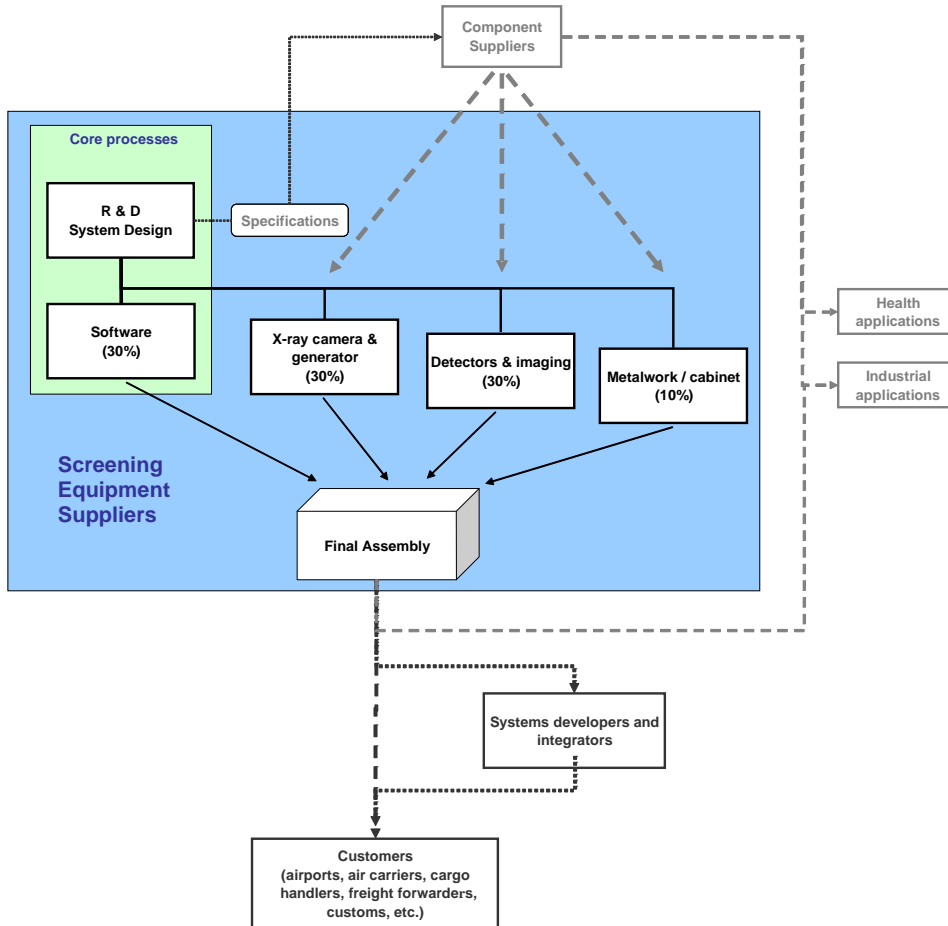 Component
Suppliers
Core processes
R & D
System Design
Specifications
Software
(30%)
X-ray camera &
generator
(30%)
Detectors & imaging
(30%)
Metalwork / cabinet
(10%)
Health
applications
Industrial
applications
Screening
Equipment
Suppliers
Final Assembly
Systems developers and
integrators
Customers
(airports, air carriers, cargo
handlers, freight forwarders,
customs, etc.)